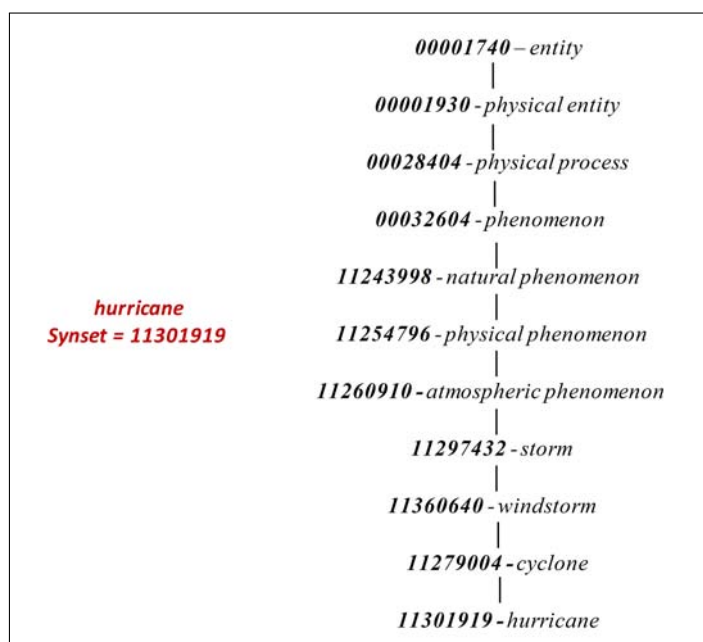 00001740 – entity
00001930 - physical entity
00028404 - physical process
00032604 - phenomenon
11243998 - natural phenomenon
hurricane
Synset = 11301919
11254796 - physical phenomenon
11260910 - atmospheric phenomenon
11297432 - storm
11360640 - windstorm
11279004 - cyclone
11301919 - hurricane